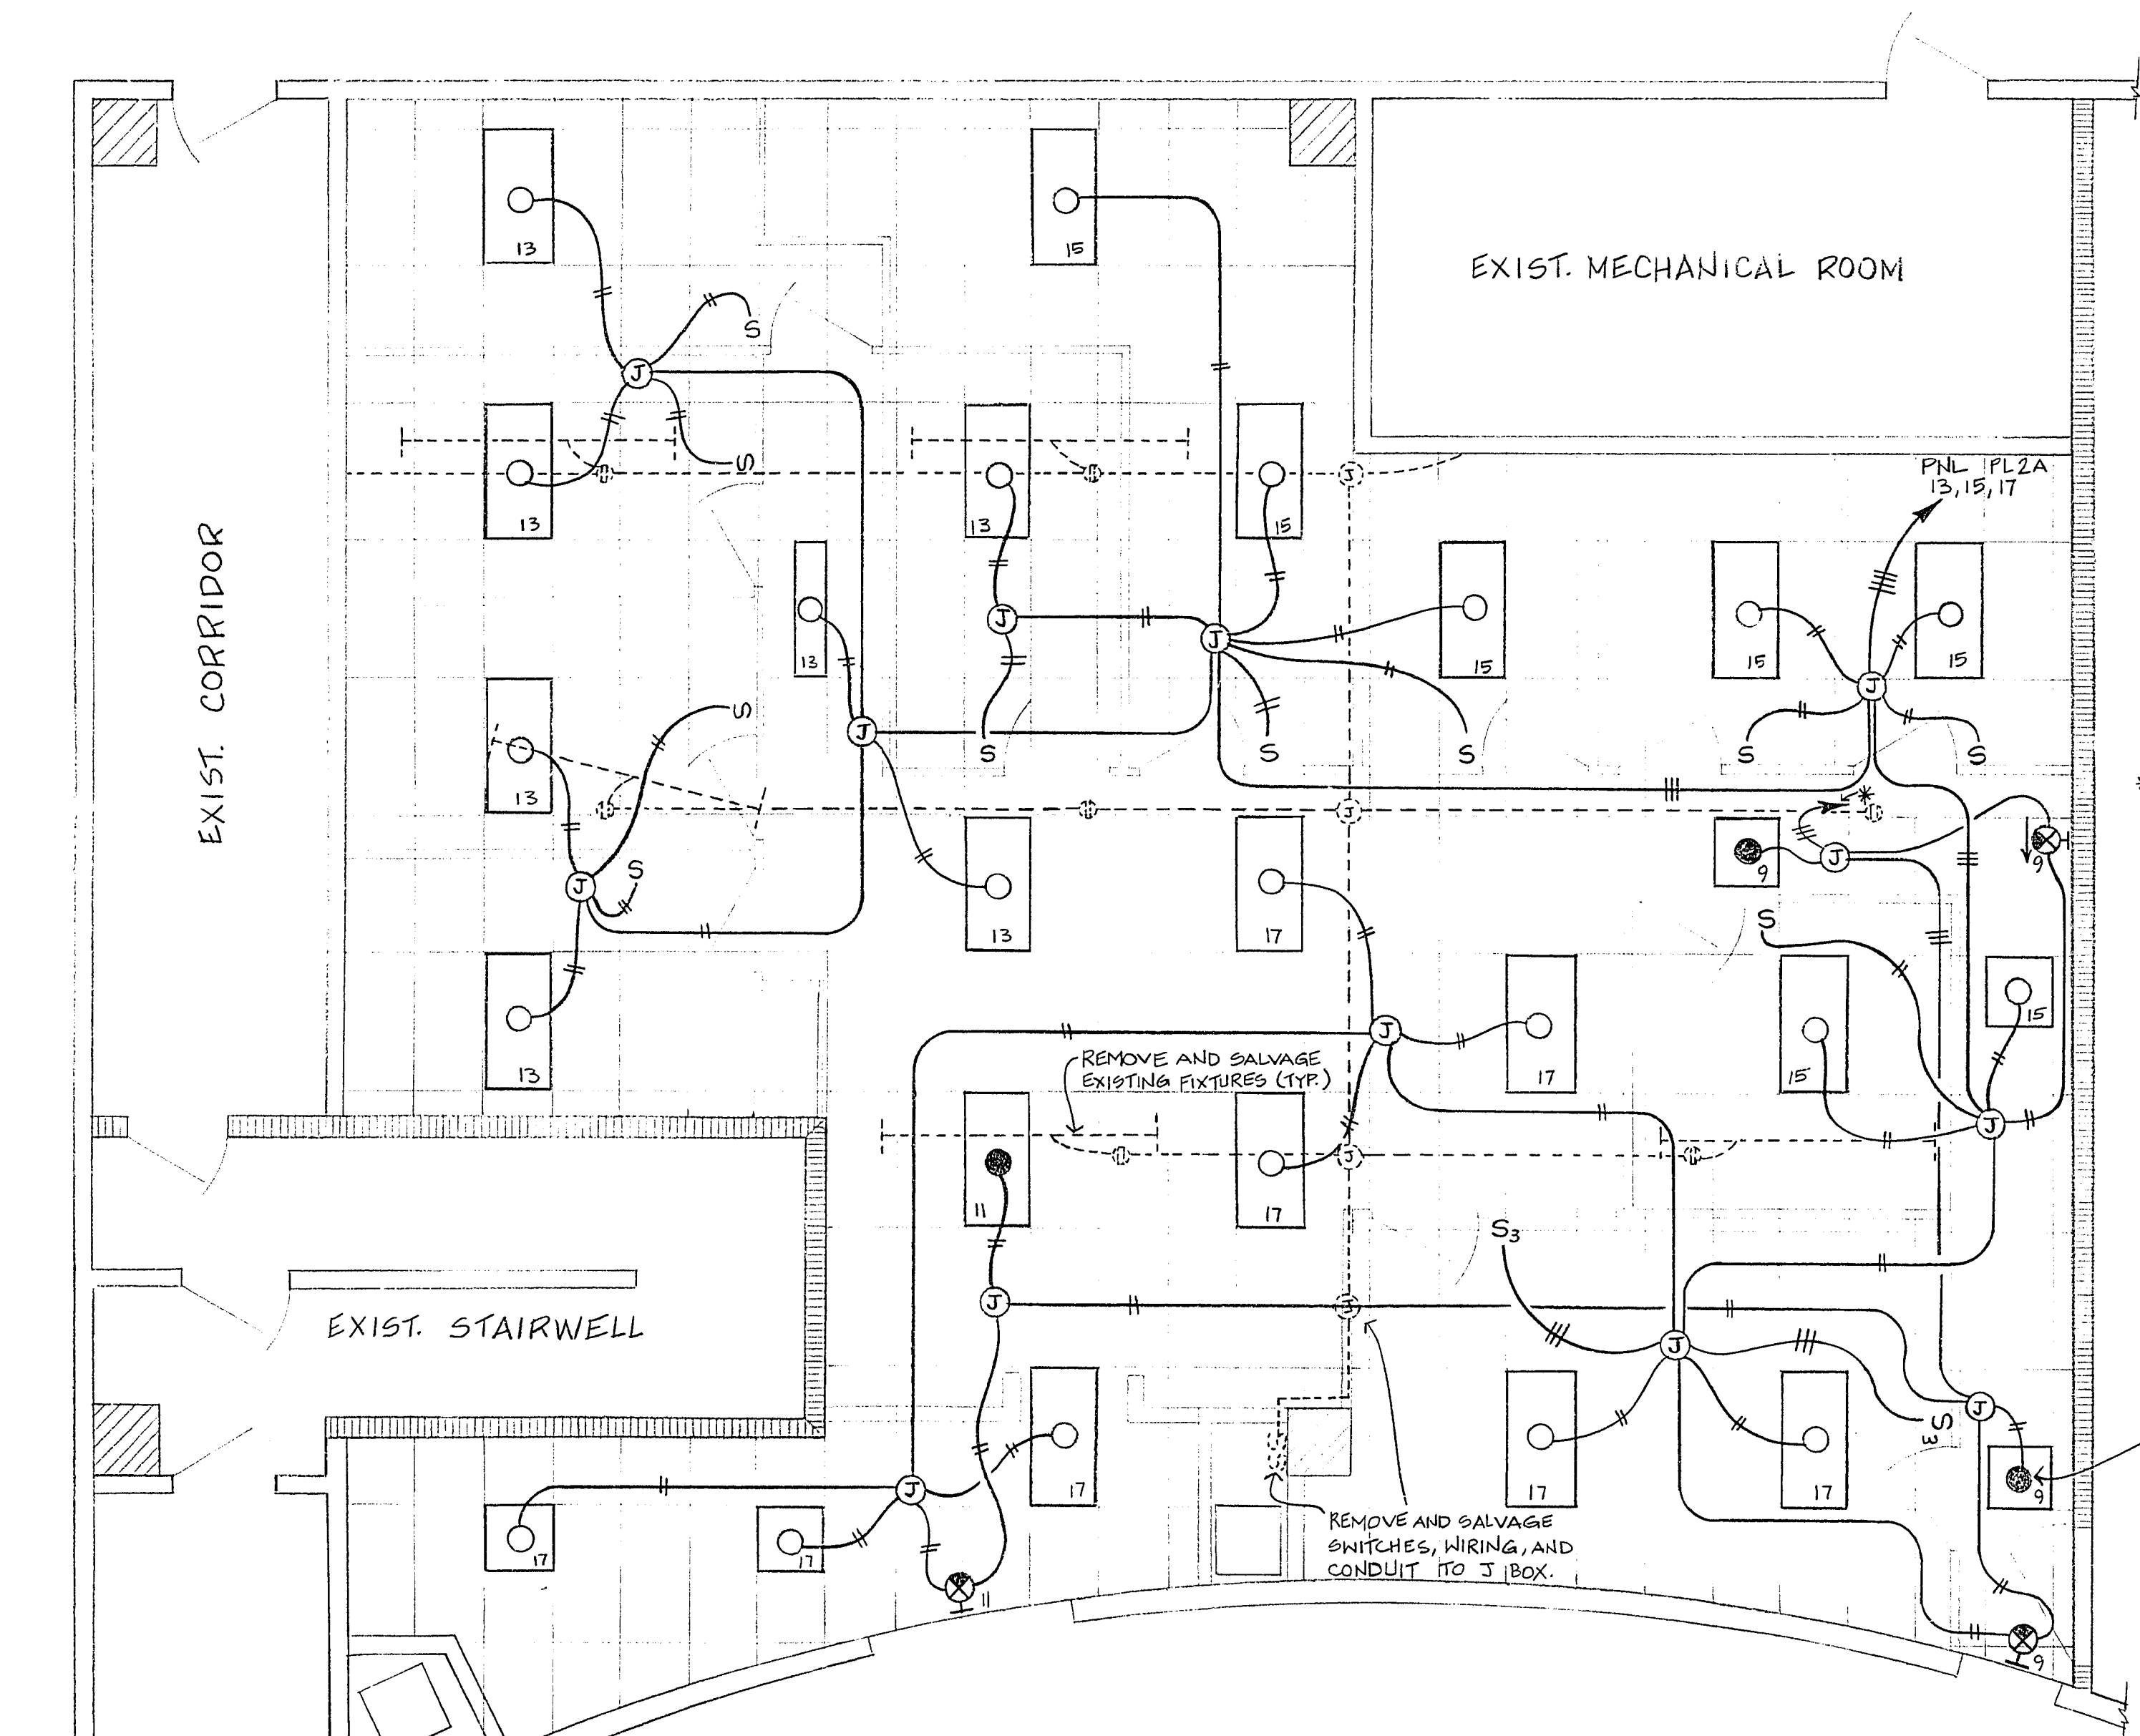 13
15
EXIST. MECHANICAL ROOM
S
J
S
13
13
15
PNL PL2A
13, 15, 17
EXIST. CORRIDOR
J
13
J
J
15
15
15
J
S
13
J
S
S
S
S
S
J
*
J
9
9
J
S
S
13
17
J
15
13
REMOVE AND SALVAGE
EXISTING FIXTURES (TYP.)
17
15
J
J
11
17
S3
J
J
EXIST. STAIRWELL
J
J
S3
17
17
17
9
J
17
17
REMOVE AND SALVAGE
SWITCHES, WIRING, AND
CONDUIT TO J BOX.
11
9